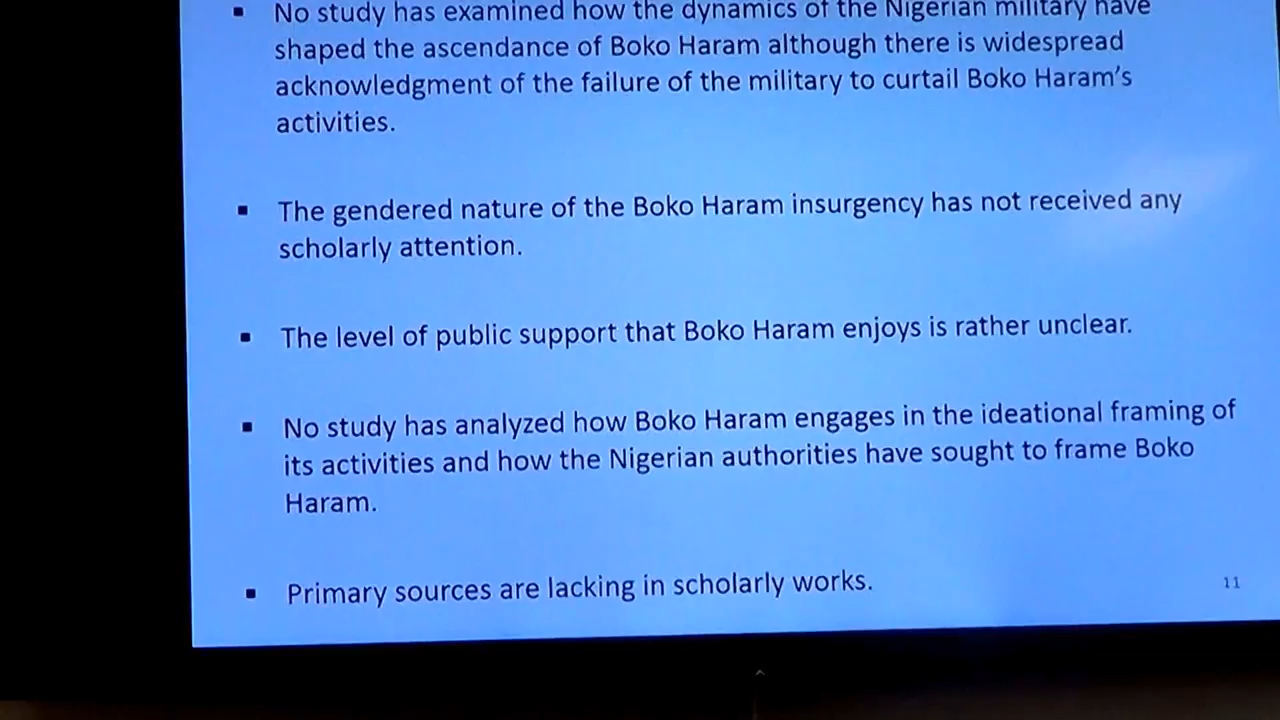 ▪ No study has examined how the dynamics of the Nigerian military have
shaped the ascendance of Boko Haram although there is widespread
acknowledgment of the failure of the military to curtail Boko Haram’s
activities.
▪ The gendered nature of the Boko Haram insurgency has not received any
scholarly attention.
▪ The level of public support that Boko Haram enjoys is rather unclear.
▪ No study has analyzed how Boko Haram engages in the ideational framing of
its activities and how the Nigerian authorities have sought to frame Boko
Haram.
▪ Primary sources are lacking in scholarly works.
11